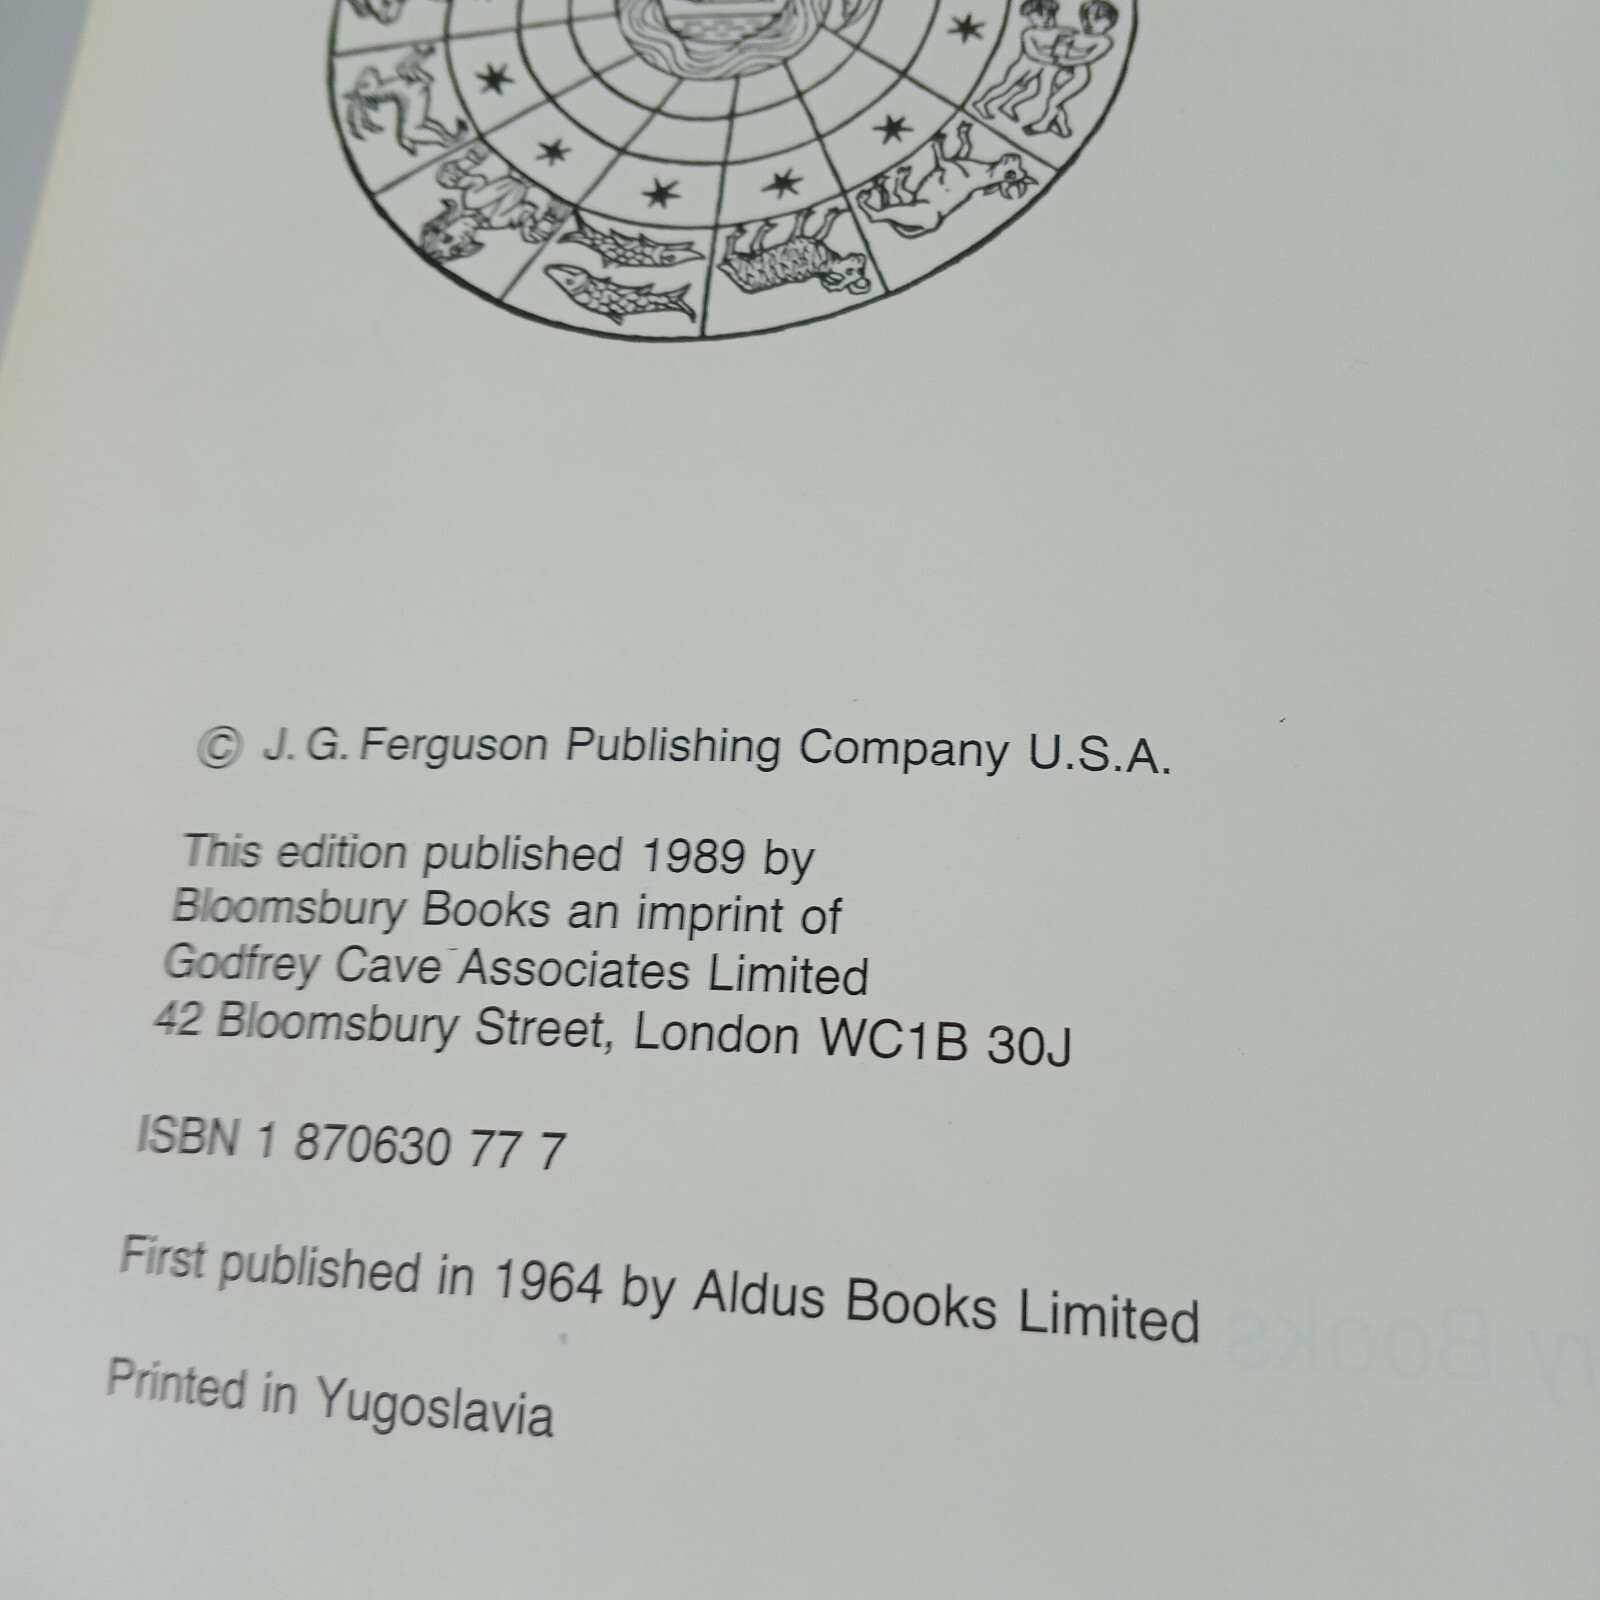 © J. G. Ferguson Publishing Company U.S.A.
This edition published 1989 by
Bloomsbury Books an imprint of
Godfrey Cave Associates Limited
42 Bloomsbury Street, London WC1B 30J
ISBN 1 870630 77 7
First published in 1964 by Aldus Books Limited
Printed in Yugoslavia
ry Books